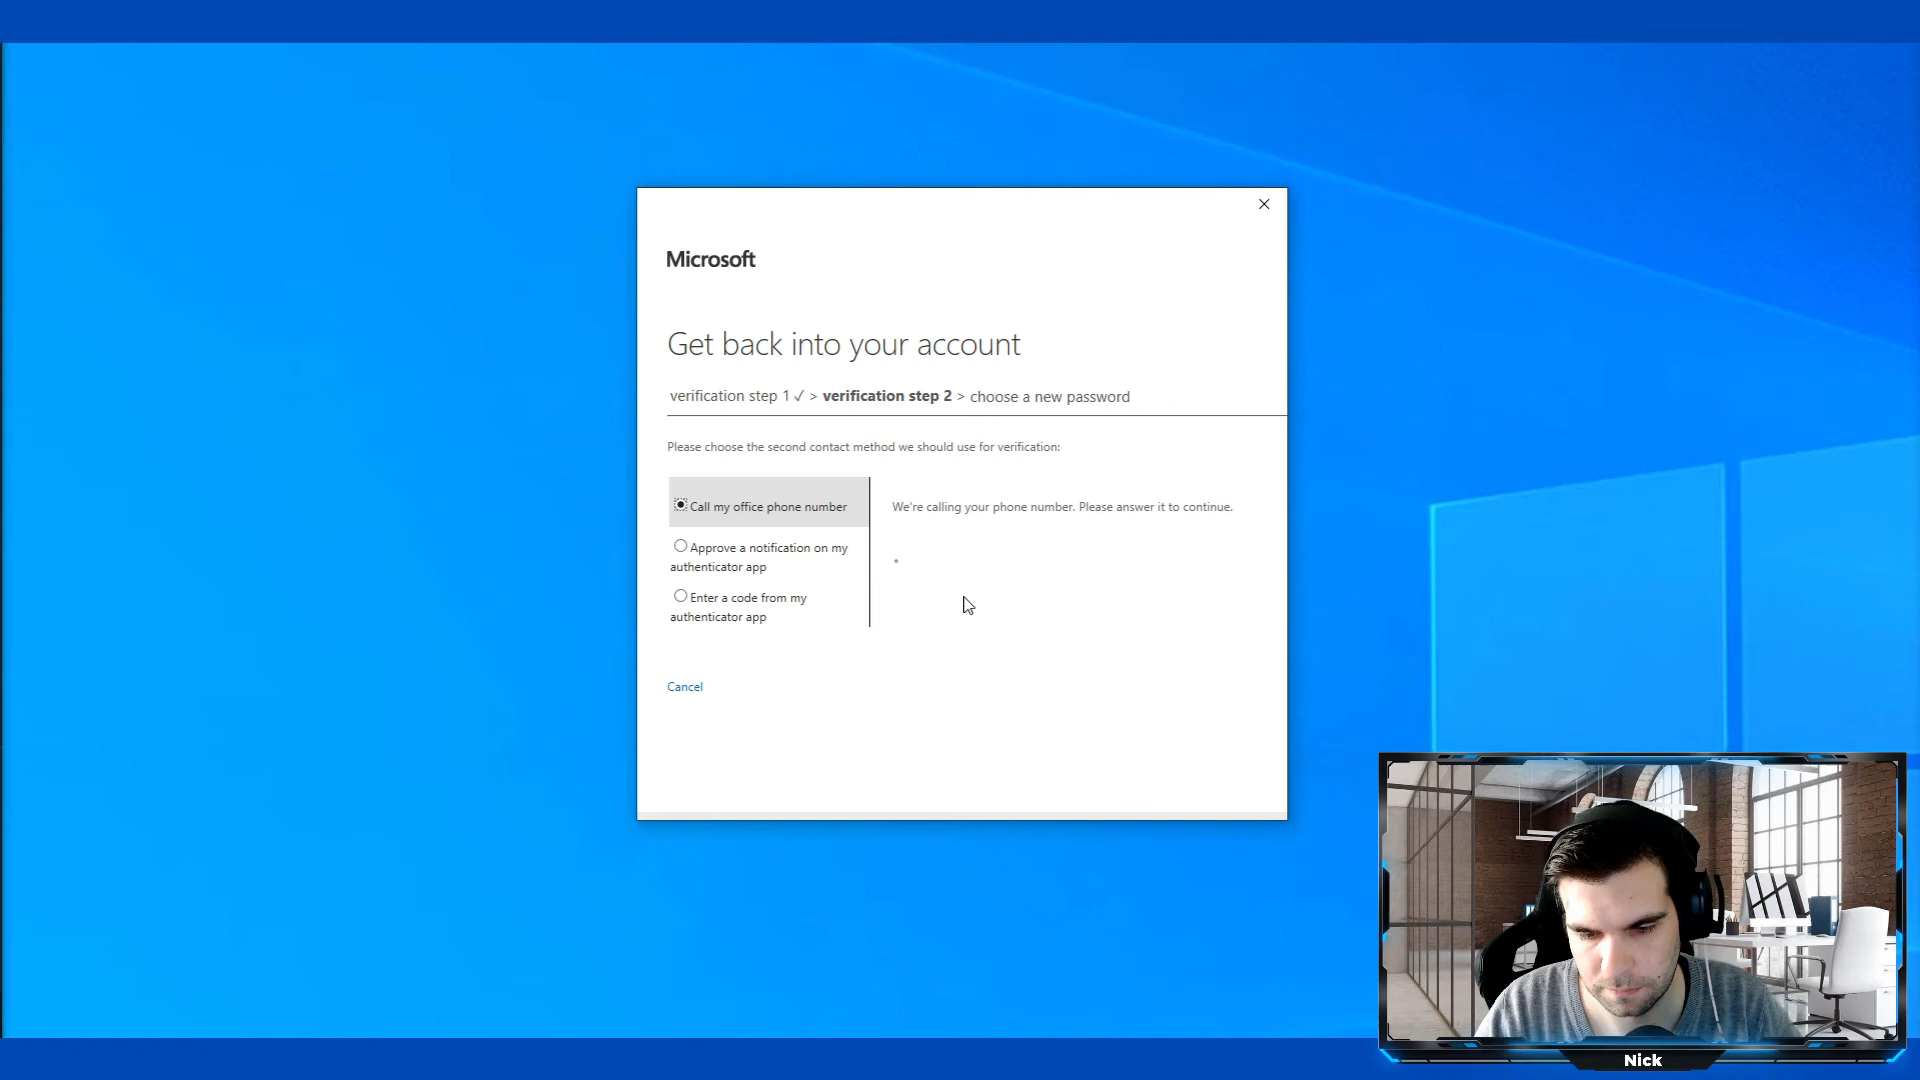 Microsoft
Get back into your account
verification step 1 ✓ > verification step 2 > choose a new password
Please choose the second contact method we should use for verification:
Call my office phone number
We're calling your phone number. Please answer it to continue.
Approve a notification on my
authenticator app
Enter a code from my
authenticator app
Cancel
Nick